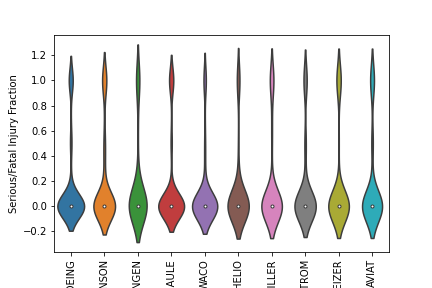 Serious/Fatal Injury Fraction
1.2
1.0
0.8
0.6
0.4
0.2
0.0
−0.2
OEING
NSON
NGEN
AULE
WACO
HELIO
ILLER
TROM
EIZER
AVIAT